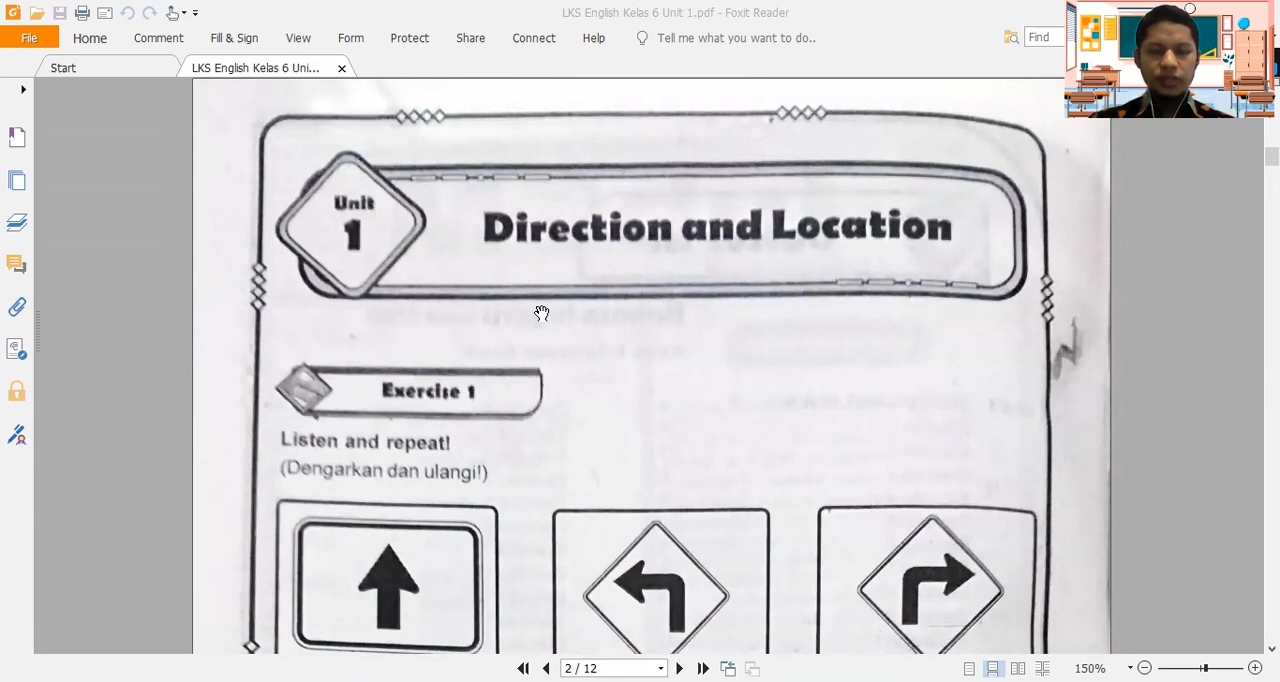 LKS English Kelas 6 Unit 1.pdf - Foxit Reader
File Home Comment Fill & Sign View Form Protect Share Connect Help Tell me what you want to do.. Find
Start LKS English Kelas 6 Uni...
Unit
1
Direction and Location
Exercise 1
Listen and repeat!
(Dengarkan dan ulangi!)
2 / 12 150%